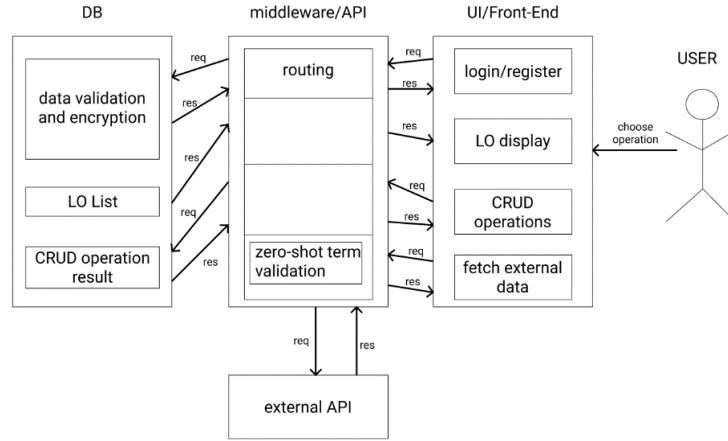 DB
middleware/API
UI/Front-End
USER
data validation
and encryption
LO List
CRUD operation
result
req
res
res
req
res
routing
zero-shot term
validation
req
res
res
req
res
req
res
login/register
LO display
CRUD
operations
fetch external
data
choose
operation
req
res
external API